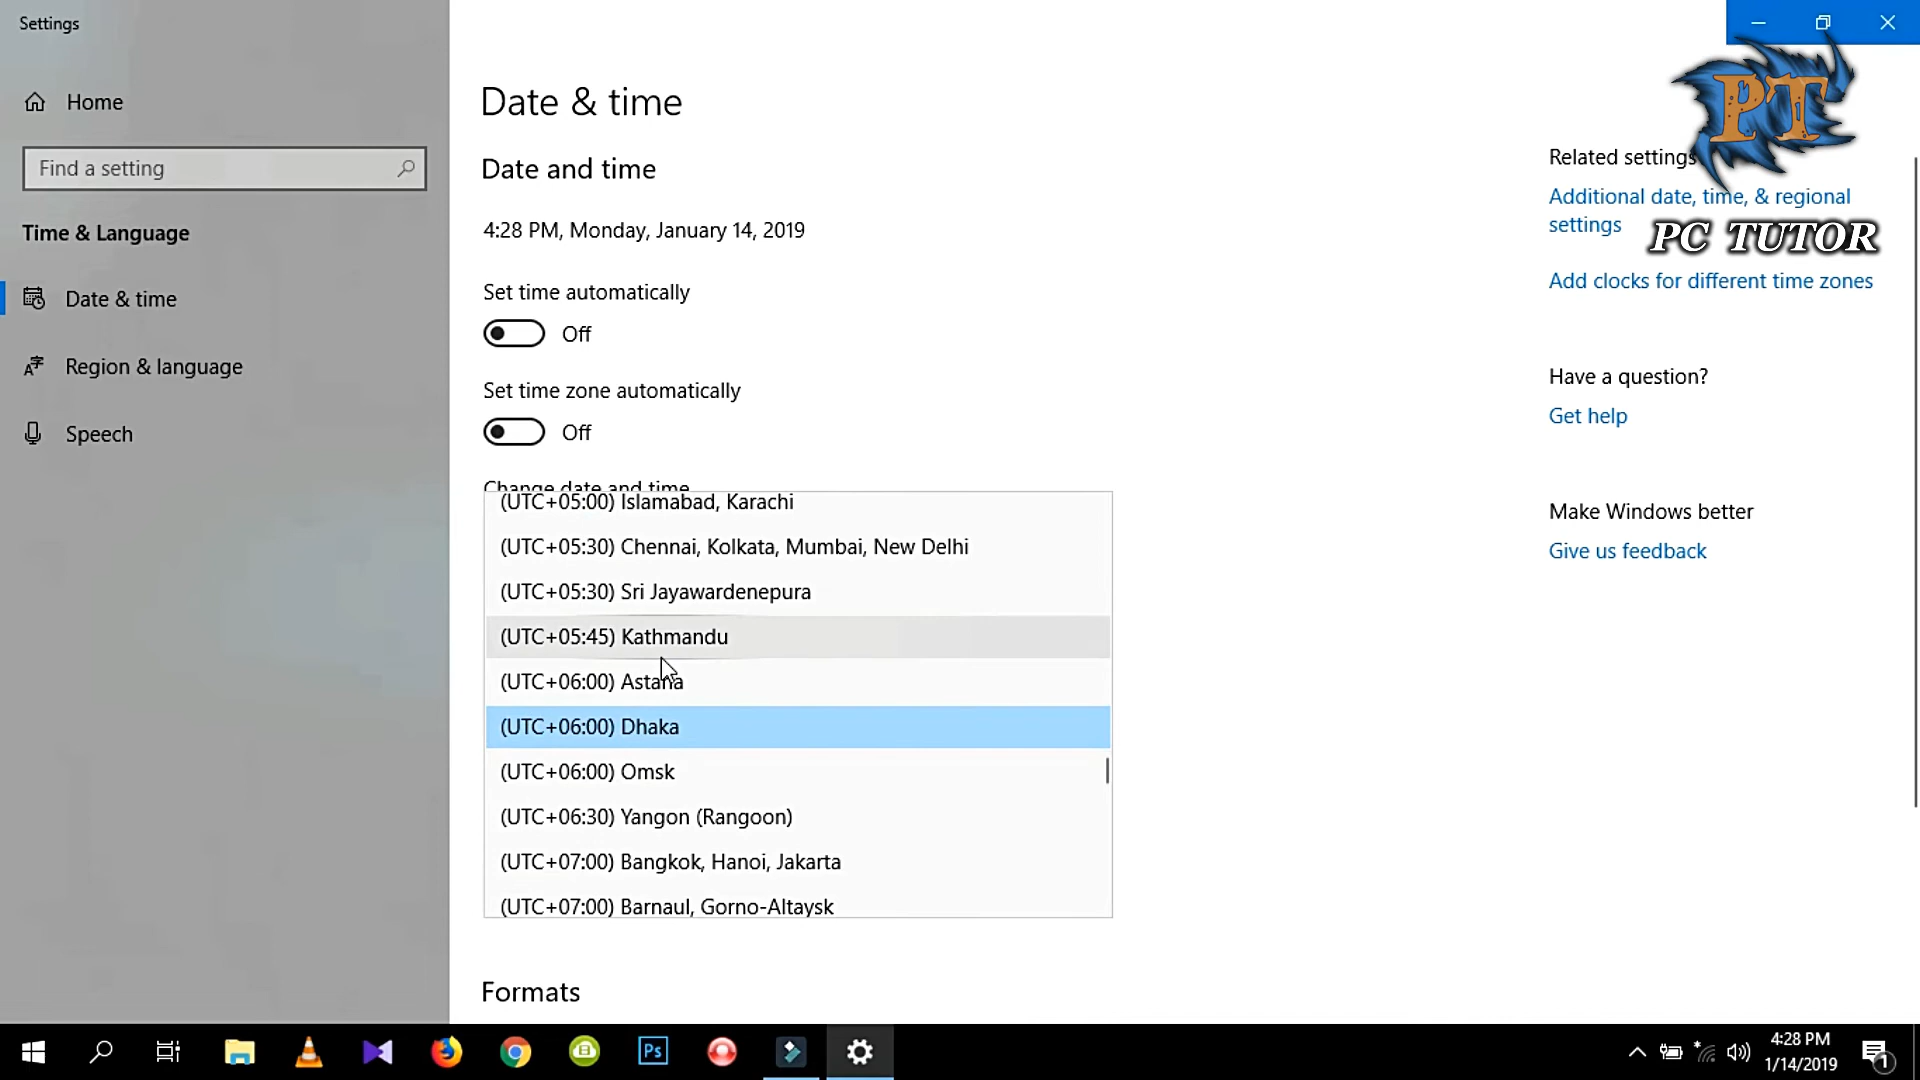 Settings
Home
Find a setting
Time & Language
Date & time
Region & language
Speech
Date & time
Date and time
4:28 PM, Monday, January 14, 2019
Set time automatically
Off
Set time zone automatically
Off
Change date and time
(UTC+05:00) Islamabad, Karachi
(UTC+05:30) Chennai, Kolkata, Mumbai, New Delhi
(UTC+05:30) Sri Jayawardenepura
(UTC+05:45) Kathmandu
(UTC+06:00) Astana
(UTC+06:00) Dhaka
(UTC+06:00) Omsk
(UTC+06:30) Yangon (Rangoon)
(UTC+07:00) Bangkok, Hanoi, Jakarta
(UTC+07:00) Barnaul, Gorno-Altaysk
Formats
PT
Related settings
Additional date, time, & regional
settings
PC TUTOR
Add clocks for different time zones
Have a question?
Get help
Make Windows better
Give us feedback
Ps
4:28 PM
1/14/2019
1